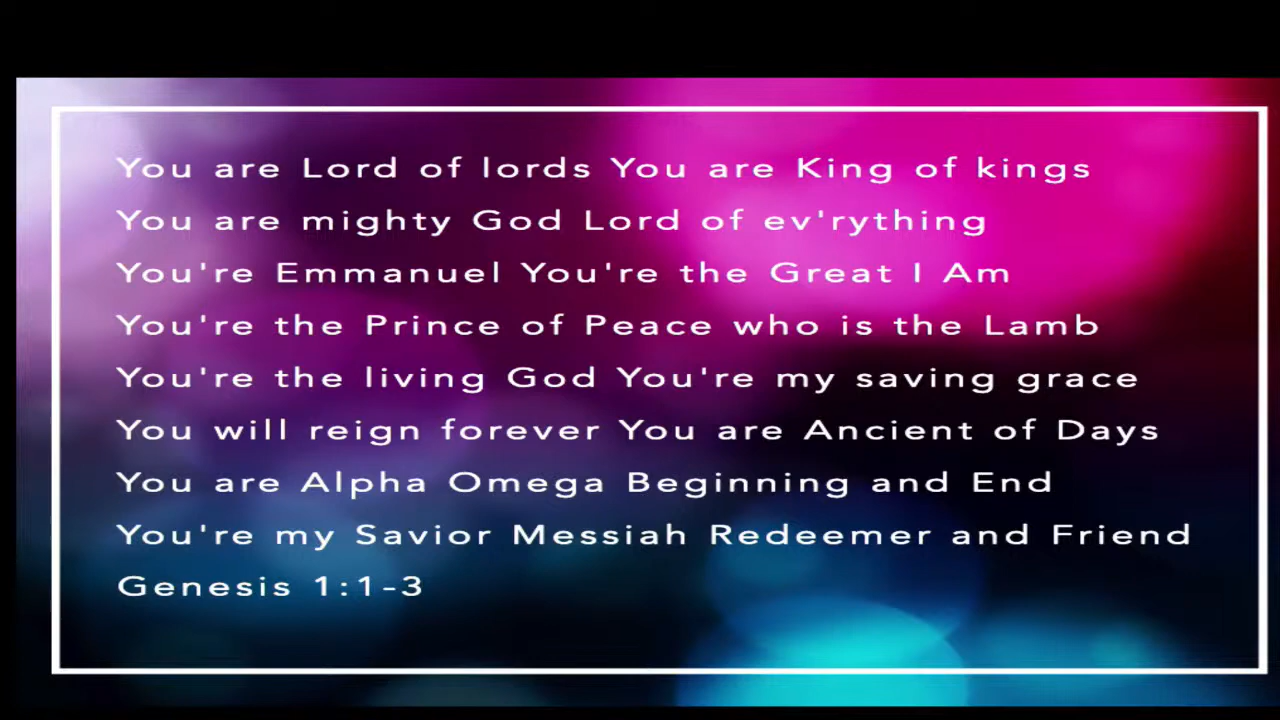 You are Lord of lords You are King of kings
You are mighty God Lord of ev'rything
You're Emmanuel You're the Great I Am
You're the Prince of Peace who is the Lamb
You're the living God You're my saving grace
You will reign forever You are Ancient of Days
You are Alpha Omega Beginning and End
You're my Savior Messiah Redeemer and Friend
Genesis 1:1-3